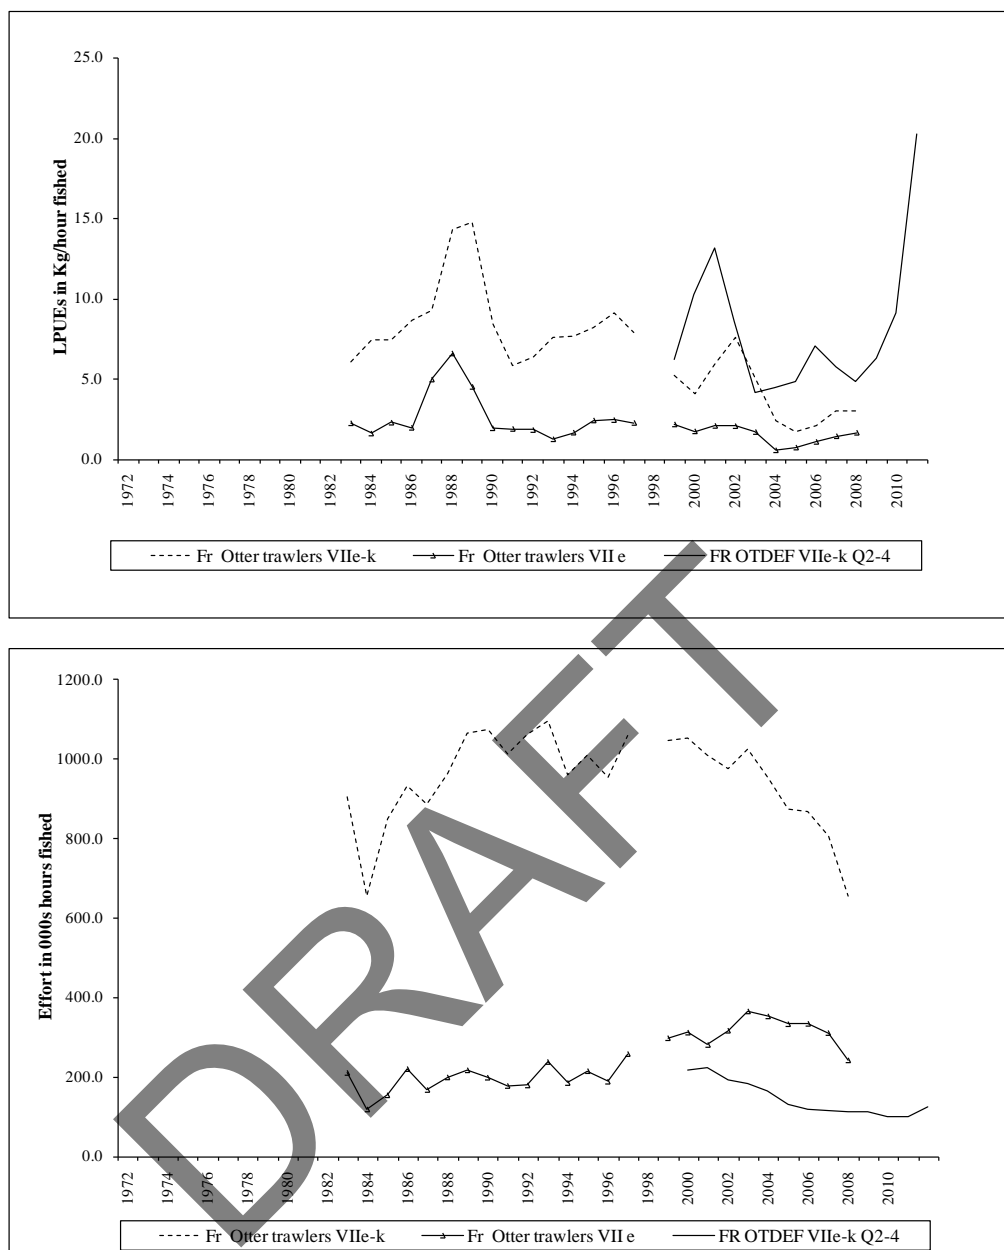 25.0
20.0
15.0
10.0
5.0
0.0
LPUEs in Kg/hour fished
1972 1974 1976 1978 1980 1982 1984 1986 1988 1990 1992 1994 1996 1998 2000 2002 2004 2006 2008 2010
Fr Otter trawlers VIIe-k Fr Otter trawlers VII e FR OTDEF VIIe-k Q2-4
1200.0
1000.0
800.0
600.0
400.0
200.0
0.0
Effort in 000s hours fished
1972 1974 1976 1978 1980 1982 1984 1986 1988 1990 1992 1994 1996 1998 2000 2002 2004 2006 2008 2010
Fr Otter trawlers VIIe-k Fr Otter trawlers VII e FR OTDEF VIIe-k Q2-4
DRAFT